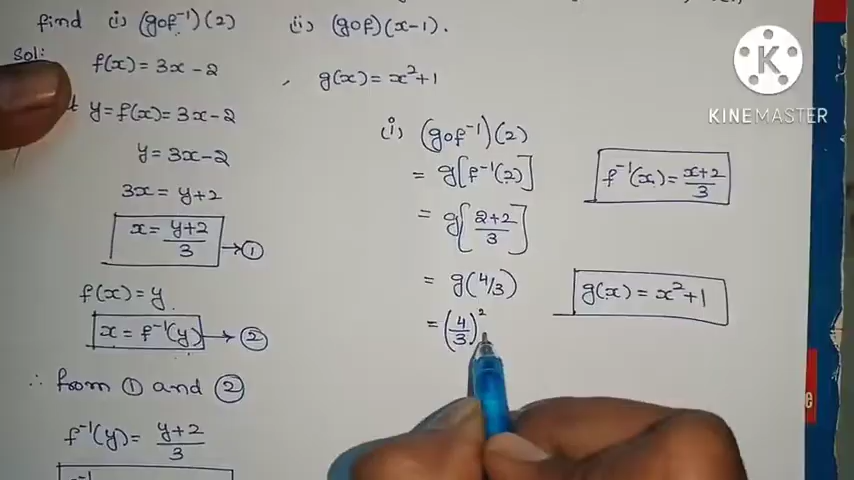 find (i) (gof⁻¹)(2) (ii) (gof)(x-1).
Sol:
f(x) = 3x - 2 , g(x) = x²+1
y = f(x) = 3x-2
y = 3x-2
3x = y+2
x = y+2/3 → ①
f(x) = y
x = f⁻¹(y) → ②
∴ from ① and ②
f⁻¹(y) = y+2/3
(i) (gof⁻¹)(2)
= g[f⁻¹(2)]
= g[2+2/3]
= g(4/3)
= (4/3)²
f⁻¹(x) = x+2/3
g(x) = x²+1
K
KINEMASTER